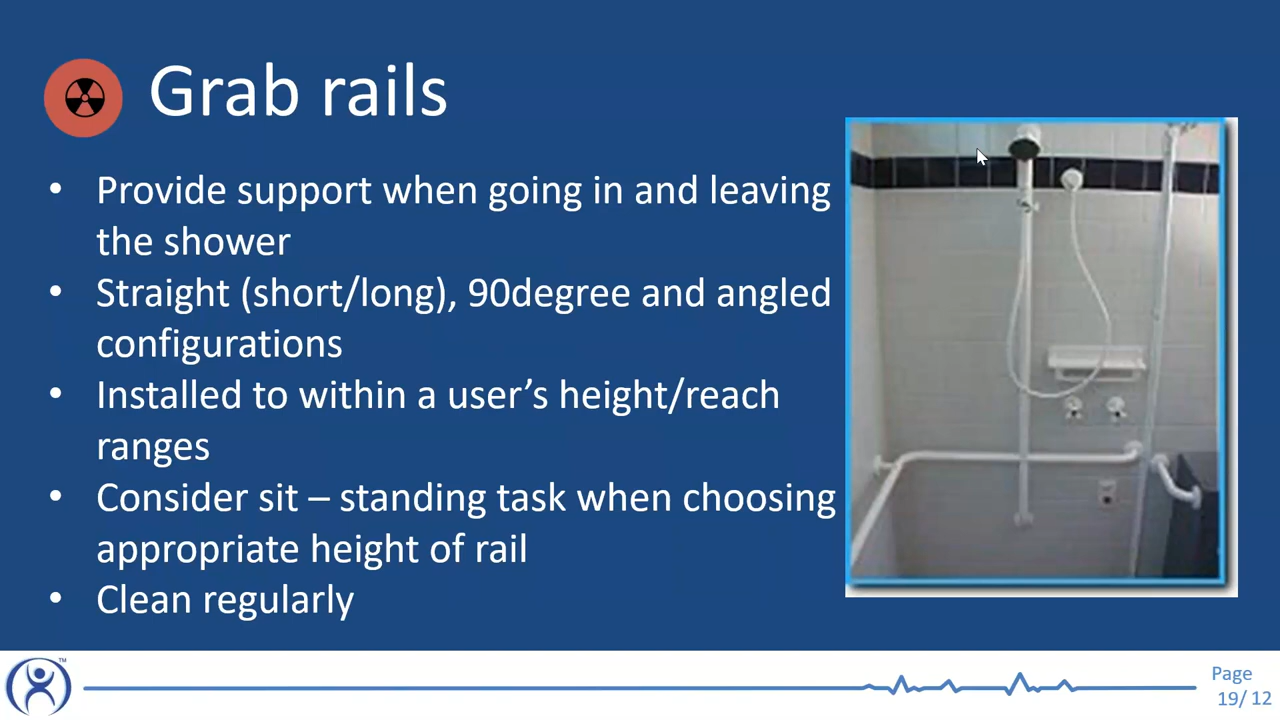 Grab rails
• Provide support when going in and leaving
the shower
• Straight (short/long), 90degree and angled
configurations
• Installed to within a user’s height/reach
ranges
• Consider sit – standing task when choosing
appropriate height of rail
• Clean regularly
TM
Page
19/ 12